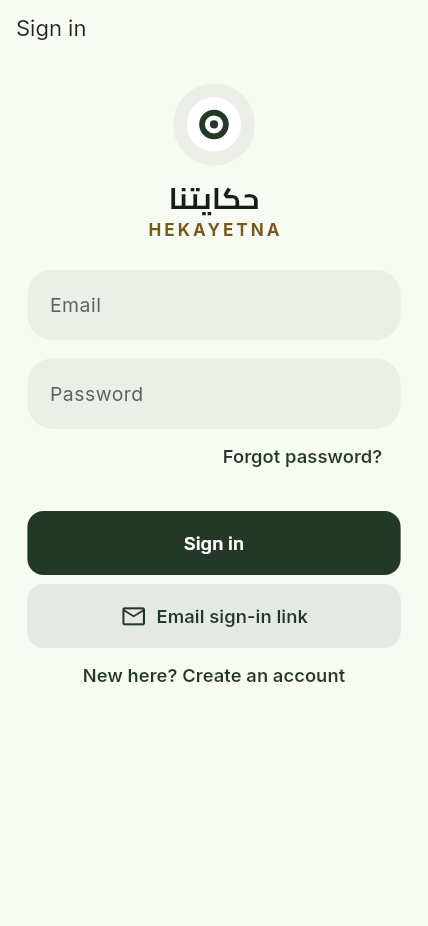 Sign in
حكايتنا
HEKAYETNA
Email
Password
Forgot password?
Sign in
Email sign-in link
New here? Create an account